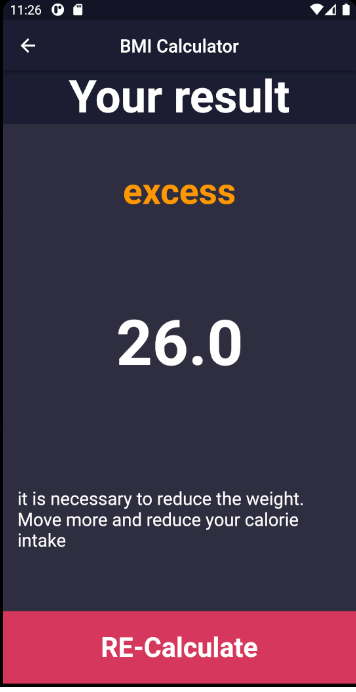 11:26
BMI Calculator
Your result
excess
26.0
it is necessary to reduce the weight.
Move more and reduce your calorie
intake
RE-Calculate